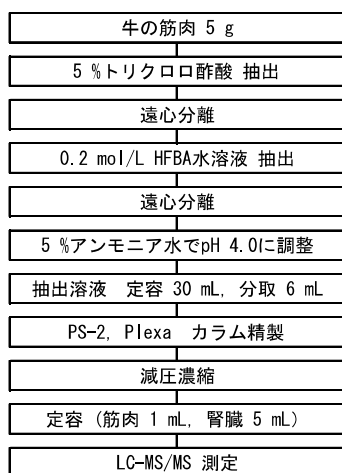 牛の筋肉 5 g
5 %トリクロロ酢酸 抽出
遠心分離
0.2 mol/L HFBA水溶液 抽出
遠心分離
5 %アンモニア水でpH 4.0に調整
抽出溶液 定容 30 mL, 分取 6 mL
PS-2, Plexa カラム精製
減圧濃縮
定容 (筋肉 1 mL, 腎臓 5 mL)
LC-MS/MS 測定